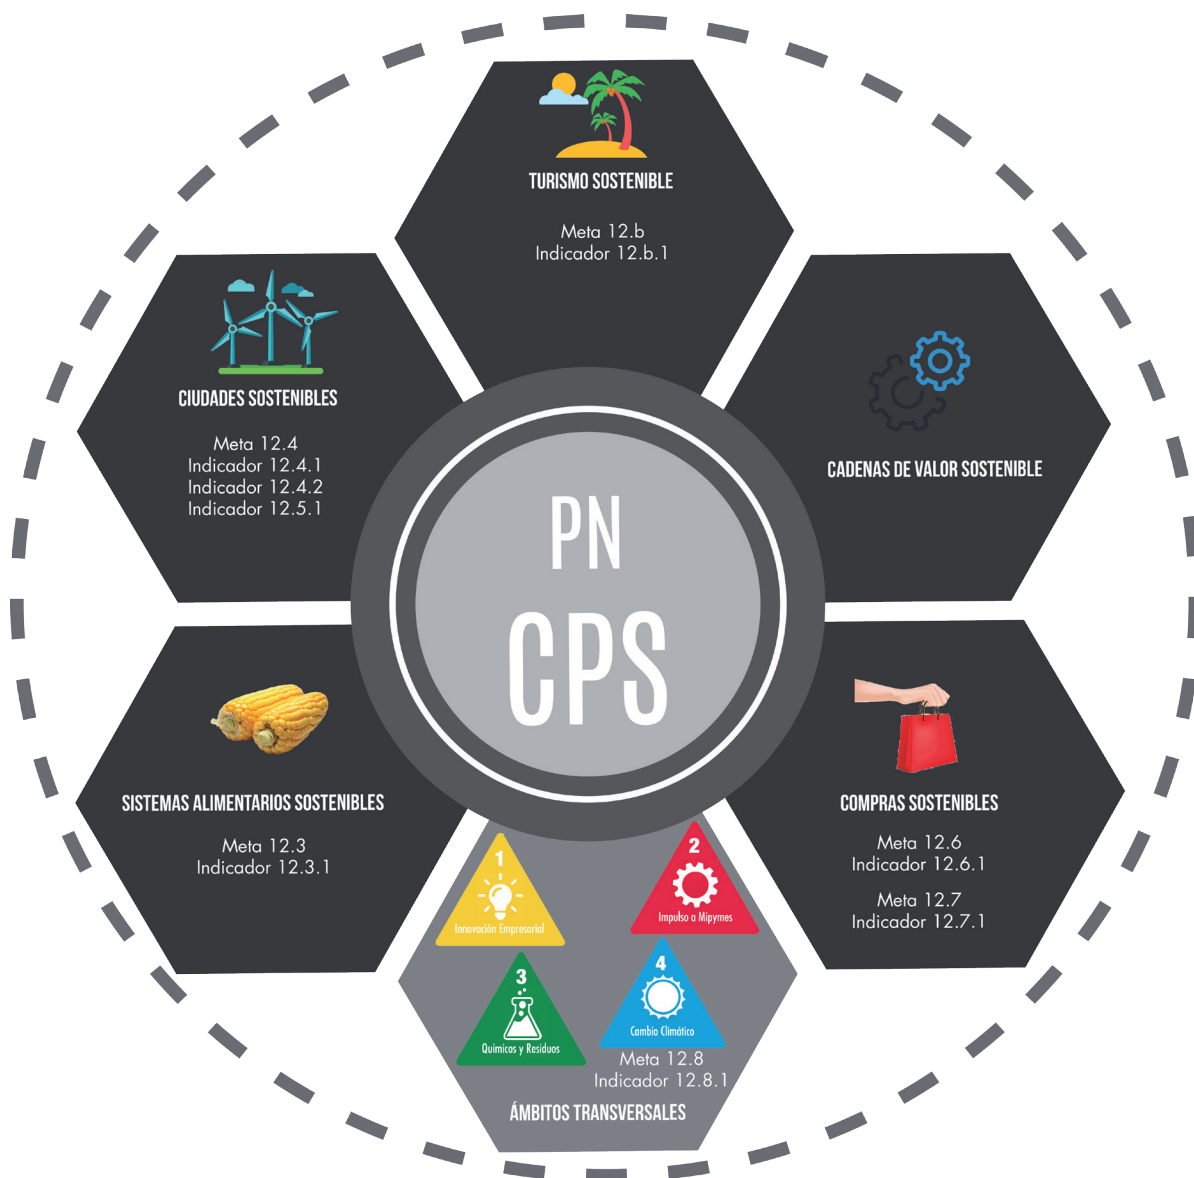 TURISMO SOSTENIBLE
Meta 12.b
Indicador 12.b.1
CIUDADES SOSTENIBLES
Meta 12.4
Indicador 12.4.1
Indicador 12.4.2
Indicador 12.5.1
CADENAS DE VALOR SOSTENIBLE
PN
CPS
SISTEMAS ALIMENTARIOS SOSTENIBLES
Meta 12.3
Indicador 12.3.1
COMPRAS SOSTENIBLES
Meta 12.6
Indicador 12.6.1
Meta 12.7
Indicador 12.7.1
1
Innovación Empresarial
2
Impulso a Mipymes
3
Químicos y Residuos
4
Cambio Climático
Meta 12.8
Indicador 12.8.1
ÁMBITOS TRANSVERSALES